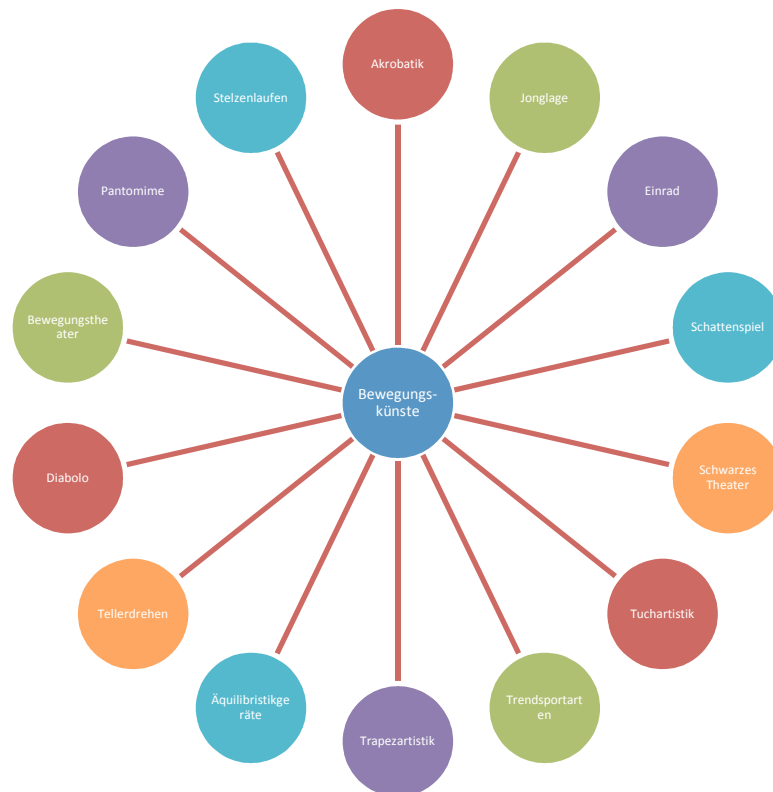 Akrobatik
Stelzenlaufen
Jonglage
Pantomime
Einrad
Bewegungsthe
ater
Schattenspiel
Bewegungs-
künste
Diabolo
Schwarzes
Theater
Tellerdrehen
Tuchartistik
Äquilibristikge
räte
Trendsportart
en
Trapezartistik